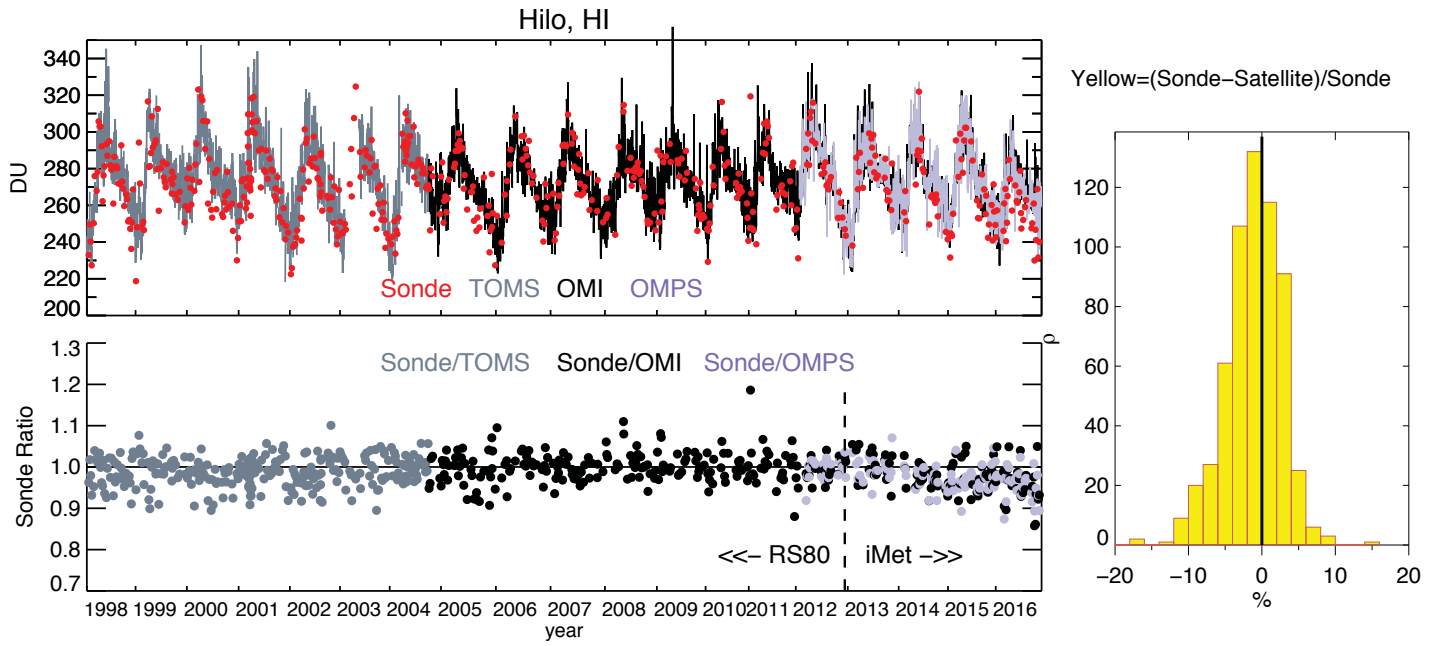 Hilo, HI
340
320
300
280
260
240
220
200
DU
Sonde TOMS OMI OMPS
1.3
1.2
1.1
1.0
0.9
0.8
0.7
Sonde Ratio
Sonde/TOMS Sonde/OMI Sonde/OMPS
<<− RS80 iMet −>>
1998 1999 2000 2001 2002 2003 2004 2005 2006 2007 2008 2009 2010 2011 2012 2013 2014 2015 2016
year
Yellow=(Sonde−Satellite)/Sonde
ρ
120
100
80
60
40
20
0
−20 −10 0 10 20
%